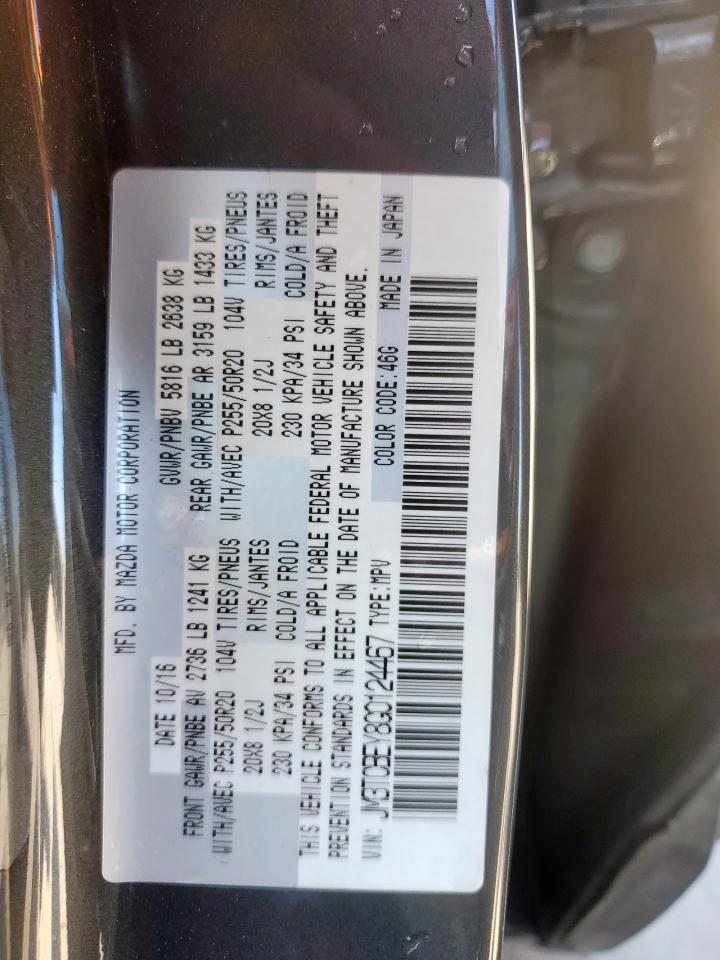 MFD. BY MAZDA MOTOR CORPORATION
DATE 10/16 GVWR/PNBV 5816 LB 2638 KG
FRONT GAWR/PNBE AV 2736 LB 1241 KG REAR GAWR/PNBE AR 3159 LB 1433 KG
WITH/AVEC P255/50R20 104V TIRES/PNEUS WITH/AVEC P255/50R20 104V TIRES/PNEUS
20X8 1/2J RIMS/JANTES 20X8 1/2J RIMS/JANTES
230 KPA/34 PSI COLD/A FROID 230 KPA/34 PSI COLD/A FROID
THIS VEHICLE CONFORMS TO ALL APPLICABLE FEDERAL MOTOR VEHICLE SAFETY AND THEFT
PREVENTION STANDARDS IN EFFECT ON THE DATE OF MANUFACTURE SHOWN ABOVE.
VIN: JM3TCBEY8G0124467 TYPE:MPV COLOR CODE:46G MADE IN JAPAN